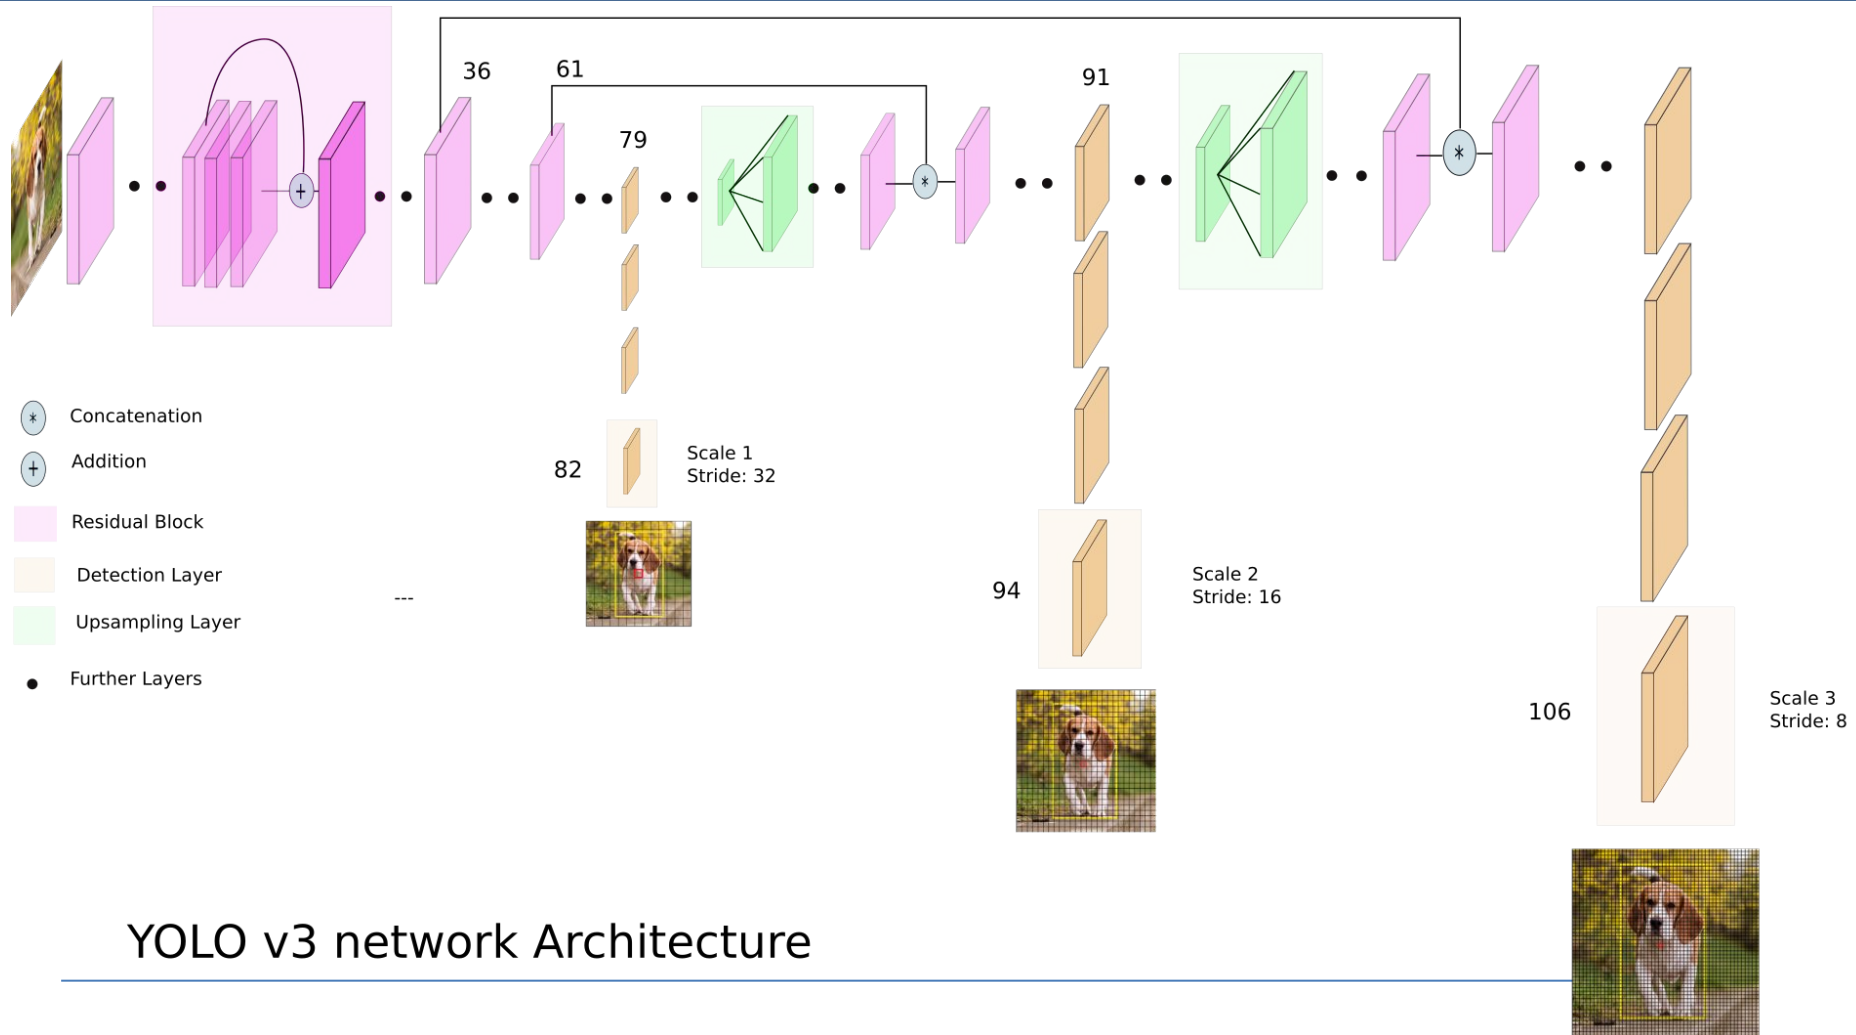 36
61
91
79
*
*
+
*
Concatenation
+
Addition
82
Scale 1
Stride: 32
Residual Block
Detection Layer
---
94
Scale 2
Stride: 16
Upsampling Layer
Further Layers
106
Scale 3
Stride: 8
YOLO v3 network Architecture